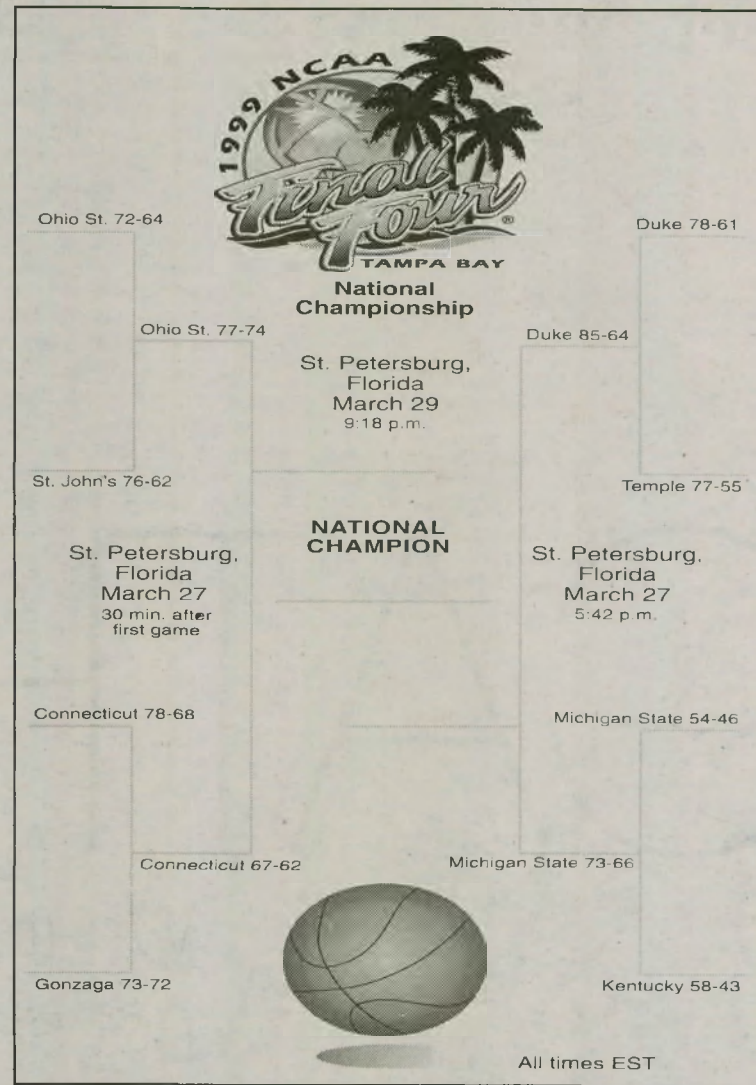 1999 NCAA
Final
Four
®
TAMPA BAY
National
Championship
St. Petersburg,
Florida
March 29
9:18 p.m.
NATIONAL
CHAMPION
Ohio St. 72-64
Ohio St. 77-74
St. John's 76-62
St. Petersburg,
Florida
March 27
30 min. after
first game
Connecticut 78-68
Connecticut 67-62
Gonzaga 73-72
Duke 78-61
Duke 85-64
Temple 77-55
St. Petersburg,
Florida
March 27
5:42 p.m.
Michigan State 54-46
Michigan State 73-66
Kentucky 58-43
All times EST